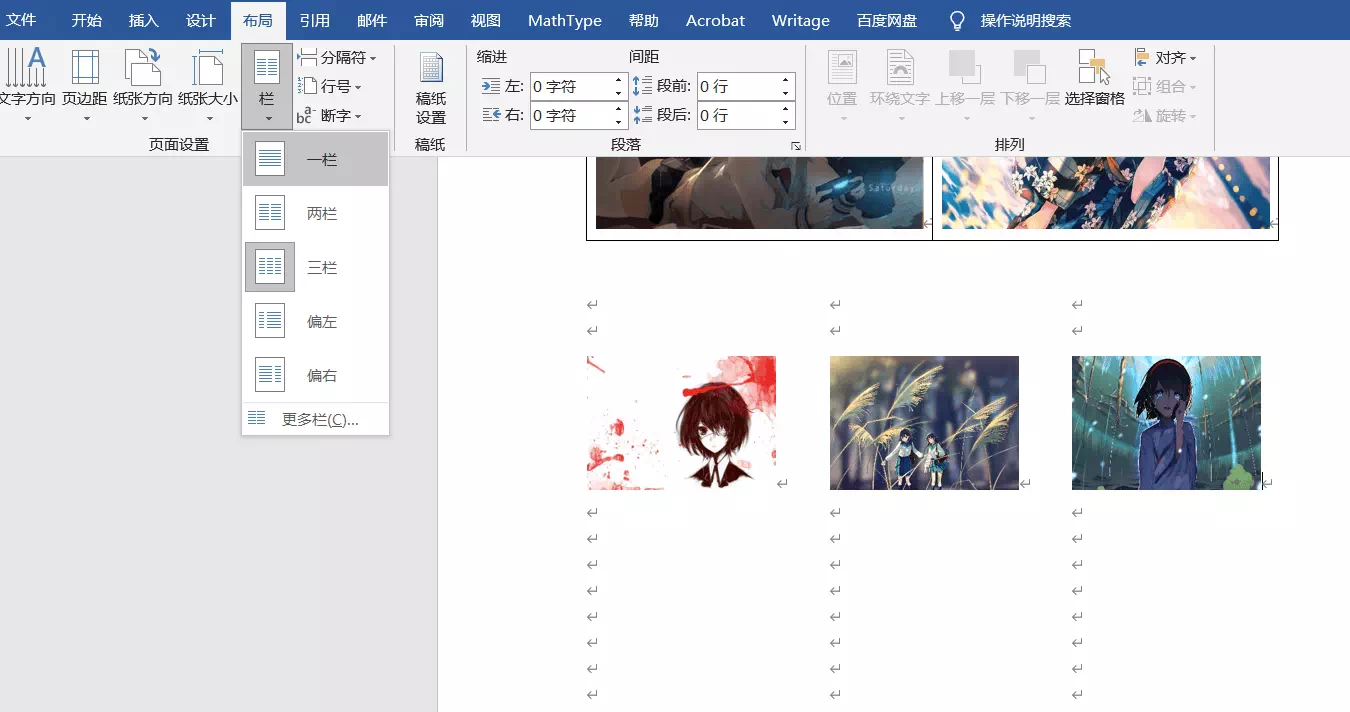 文件 开始 插入 设计 布局 引用 邮件 审阅 视图 MathType 帮助 Acrobat Writage 百度网盘 操作说明搜索
文字方向 页边距 纸张方向 纸张大小 栏
分隔符
行号
断字
页面设置
稿纸
设置
稿纸
缩进 间距
左: 0 字符 段前: 0 行
右: 0 字符 段后: 0 行
段落
位置 环绕文字 上移一层 下移一层 选择窗格
对齐
组合
旋转
排列
一栏
两栏
三栏
偏左
偏右
更多栏(C)...
Saturday